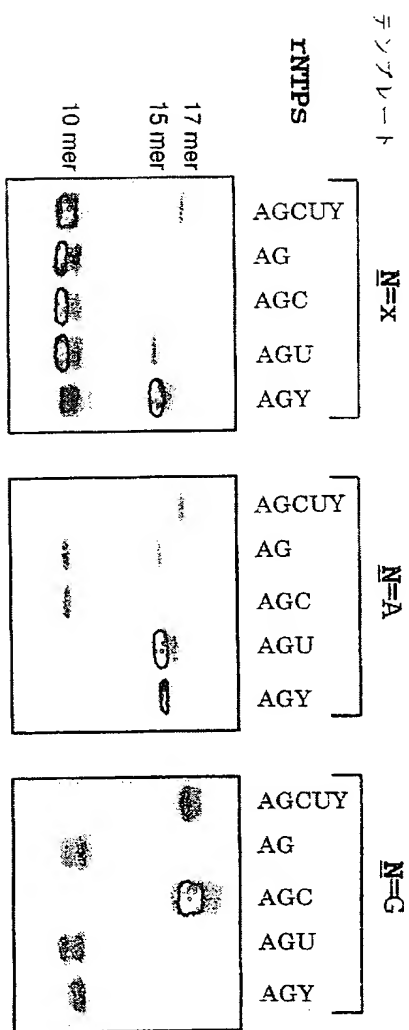 テンプレート
rNTPs
N=x
N=A
N=G
AGCUY
AG
AGC
AGU
AGY
AGCUY
AG
AGC
AGU
AGY
AGCUY
AG
AGC
AGU
AGY
17 mer
15 mer
10 mer